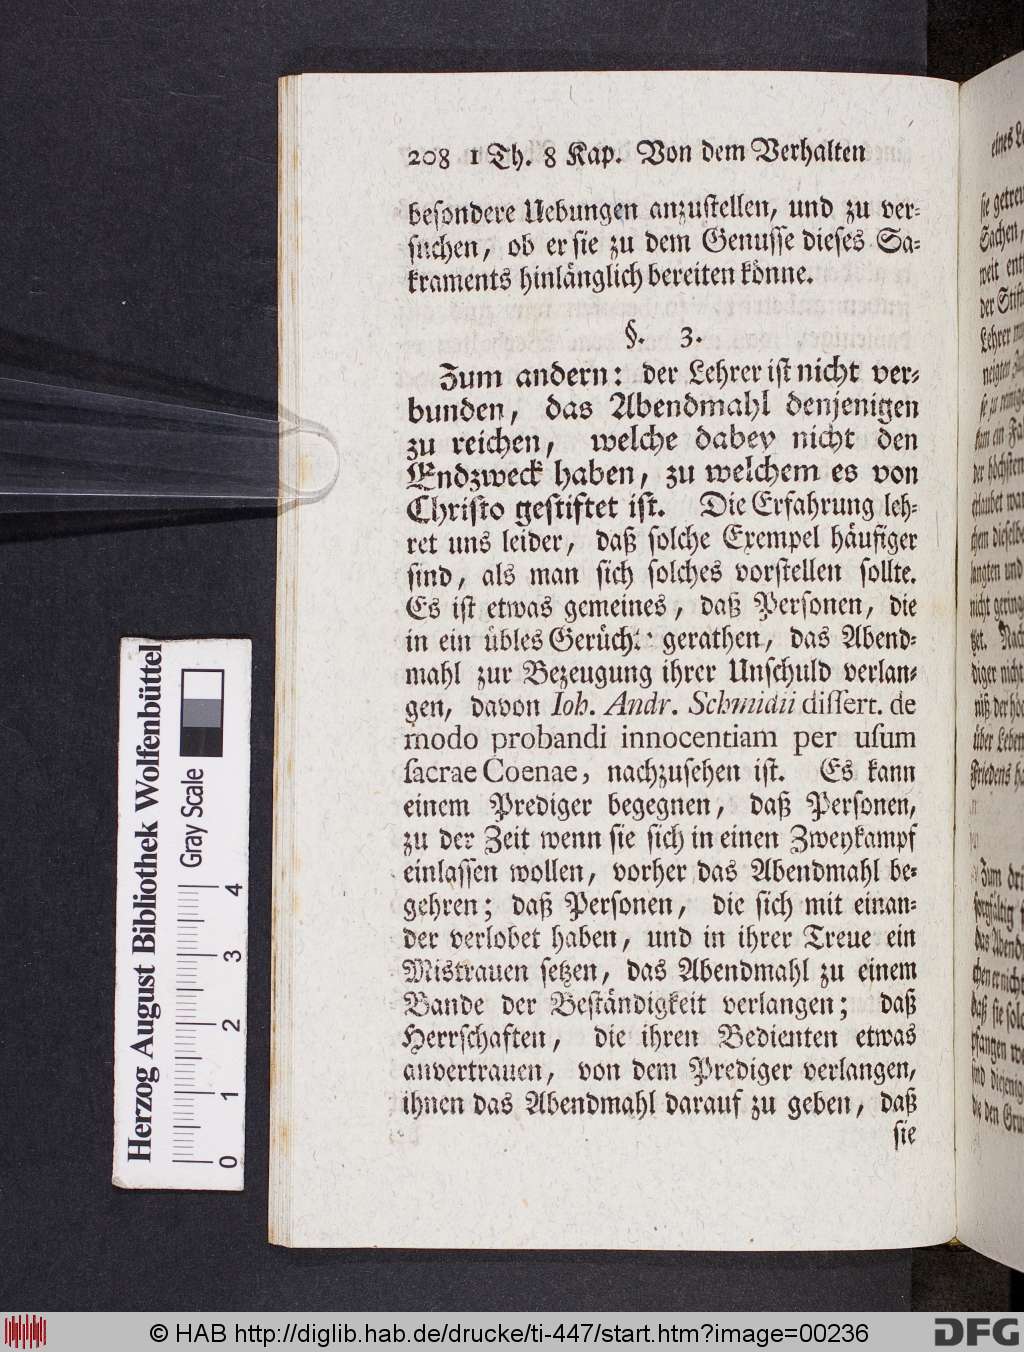 208 1 Th. 8 Kap. Von dem Verhalten
besondere Uebungen anzustellen, und zu ver-
suchen, ob er sie zu dem Genusse dieses Sa-
kraments hinlänglich bereiten könne.
§. 3.
Zum andern: der Lehrer ist nicht ver-
bunden, das Abendmahl denjenigen
zu reichen, welche dabey nicht den
Endzweck haben, zu welchem es von
Christo gestiftet ist. Die Erfahrung leh-
ret uns leider, daß solche Exempel häufiger
sind, als man sich solches vorstellen sollte.
Es ist etwas gemeines, daß Personen, die
in ein übles Gerücht gerathen, das Abend-
mahl zur Bezeugung ihrer Unschuld verlan-
gen, davon Ioh. Andr. Schmidii dissert. de
modo probandi innocentiam per usum
sacrae Coenae, nachzusehen ist. Es kann
einem Prediger begegnen, daß Personen,
zu der Zeit wenn sie sich in einen Zweykampf
einlassen wollen, vorher das Abendmahl be-
gehren; daß Personen, die sich mit einan-
der verlobet haben, und in ihrer Treue ein
Mistrauen setzen, das Abendmahl zu einem
Bande der Beständigkeit verlangen; daß
Herrschaften, die ihren Bedienten etwas
anvertrauen, von dem Prediger verlangen,
ihnen das Abendmahl darauf zu geben, daß
sie
Herzog August Bibliothek Wolfenbüttel
Gray Scale
0 1 2 3 4
© HAB http://diglib.hab.de/drucke/ti-447/start.htm?image=00236
DFG